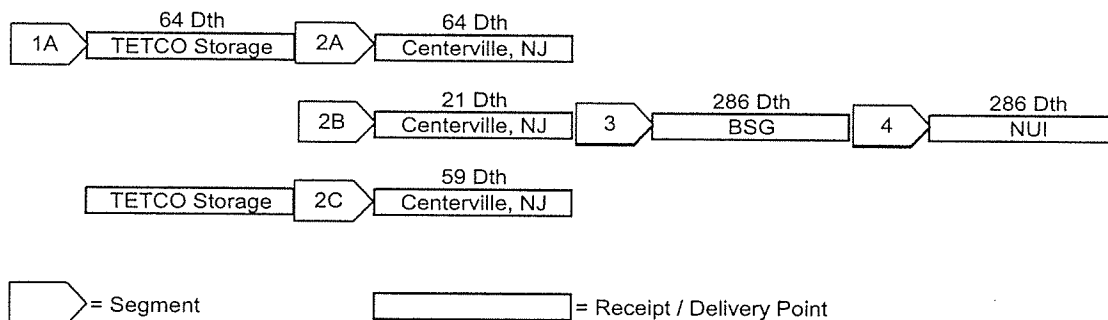 64 Dth 64 Dth
1A TETCO Storage 2A Centerville, NJ
21 Dth 286 Dth 286 Dth
2B Centerville, NJ 3 BSG 4 NUI
59 Dth
TETCO Storage 2C Centerville, NJ
= Segment = Receipt / Delivery Point